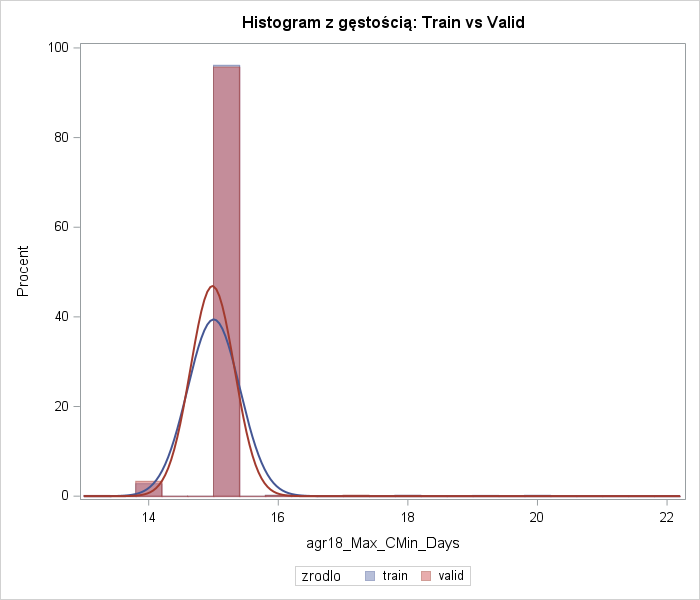 Histogram z gęstością: Train vs Valid
100
80
60
40
20
0
Procent
14 16 18 20 22
agr18_Max_CMin_Days
zrodlo train valid